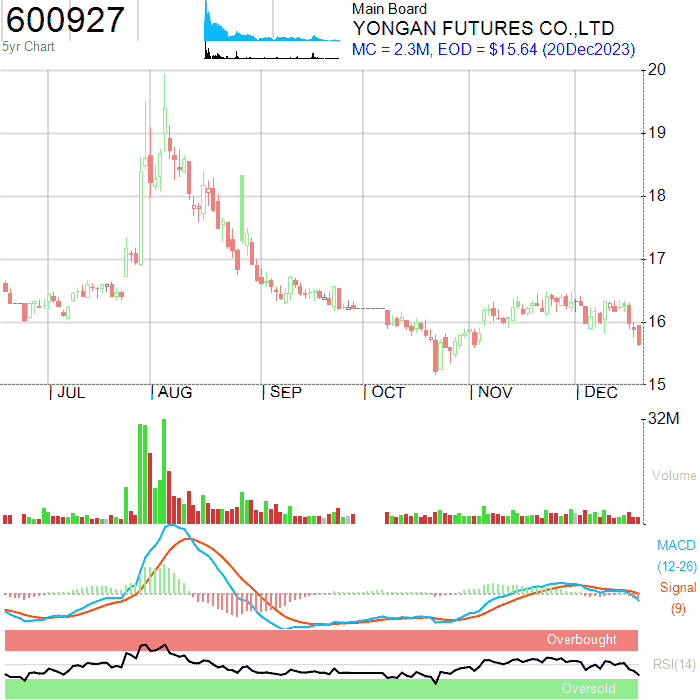 600927
5yr Chart
Main Board
YONGAN FUTURES CO.,LTD
MC = 2.3M, EOD = $15.64 (20Dec2023)
20
19
18
17
16
15
JUL AUG SEP OCT NOV DEC
32M
Volume
MACD
(12-26)
Signal
(9)
Overbought
RSI(14)
Oversold